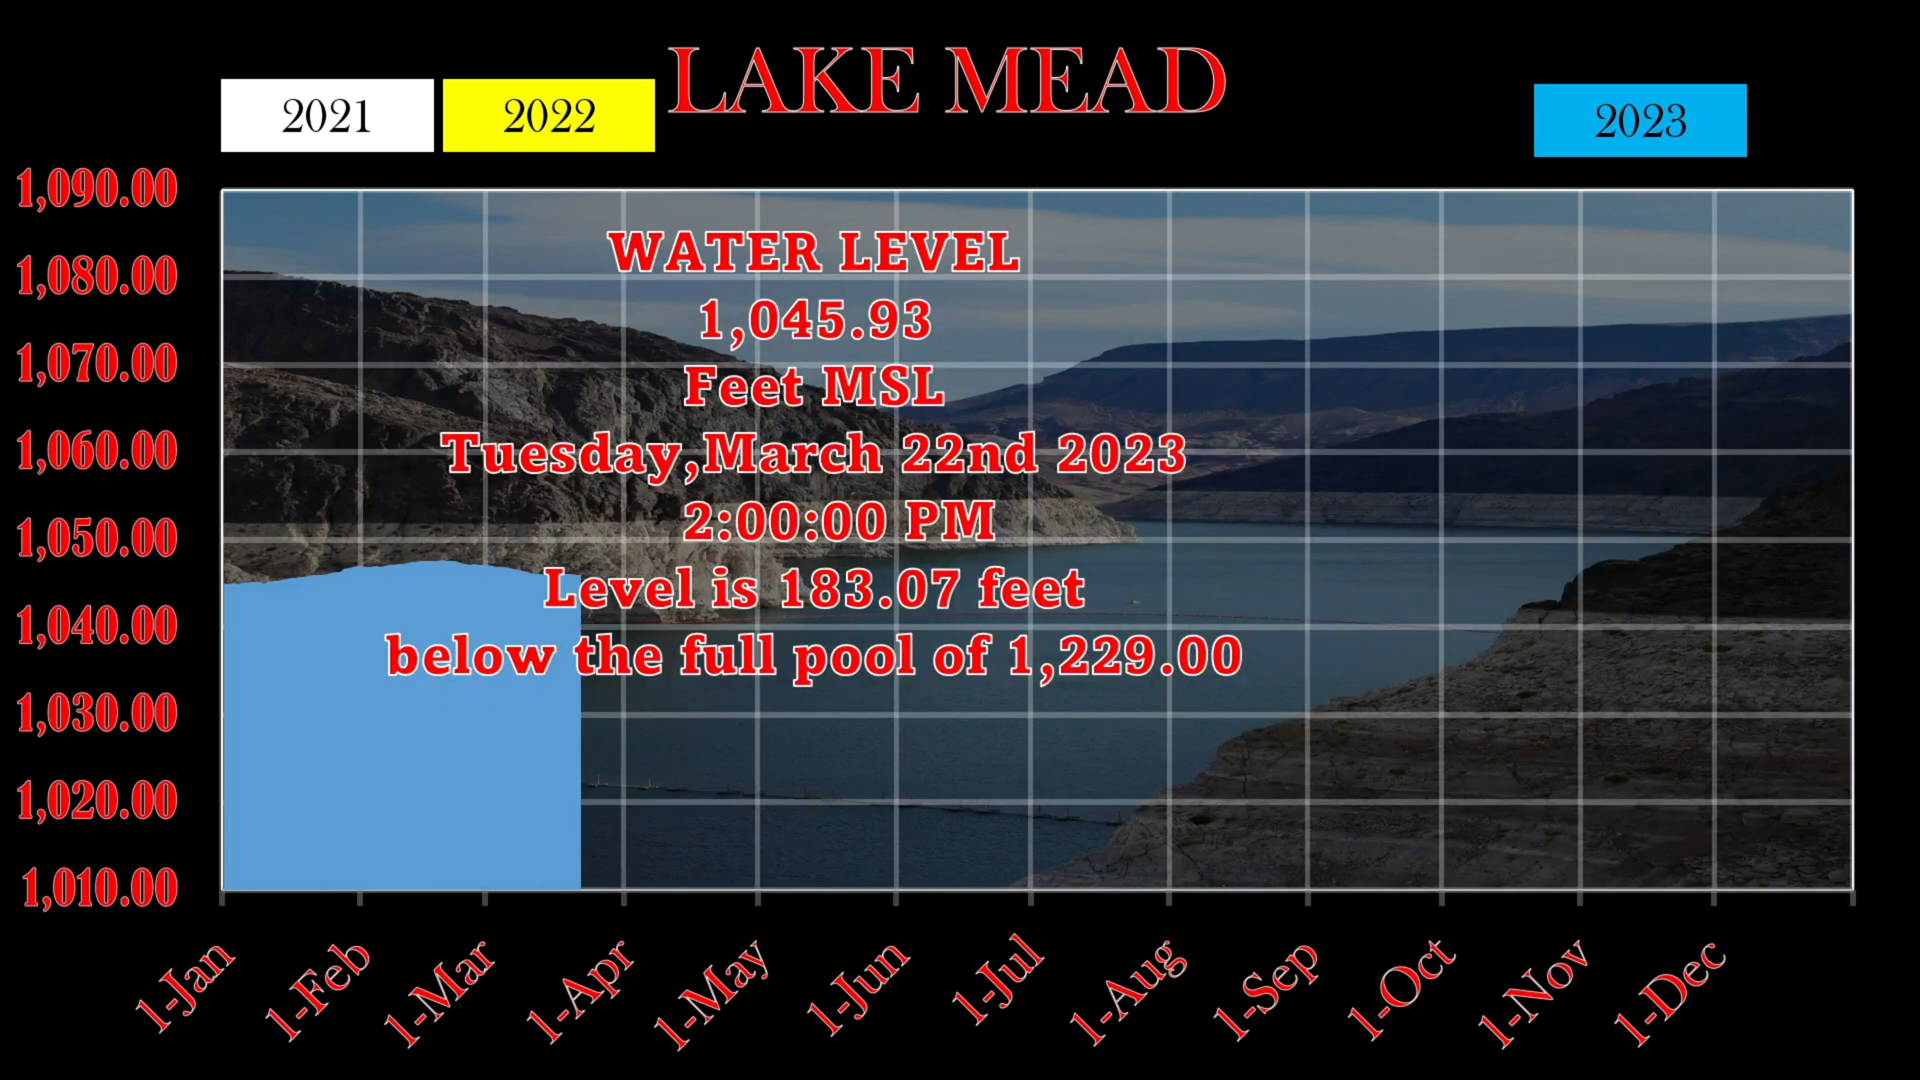 LAKE MEAD
2021
2022
2023
1,090.00
1,080.00
1,070.00
1,060.00
1,050.00
1,040.00
1,030.00
1,020.00
1,010.00
WATER LEVEL
1,045.93
Feet MSL
Tuesday,March 22nd 2023
2:00:00 PM
Level is 183.07 feet
below the full pool of 1,229.00
1-Jan
1-Feb
1-Mar
1-Apr
1-May
1-Jun
1-Jul
1-Aug
1-Sep
1-Oct
1-Nov
1-Dec